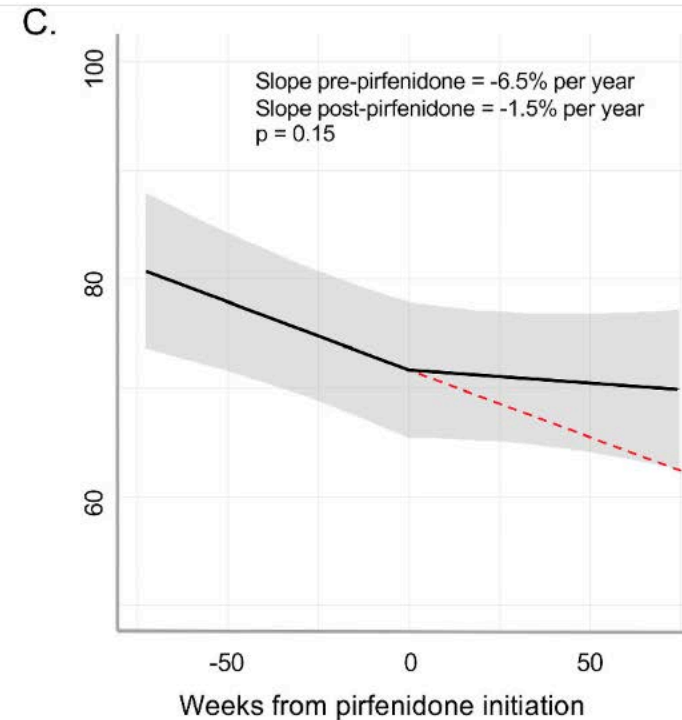 C.
Slope pre-pirfenidone = -6.5% per year
Slope post-pirfenidone = -1.5% per year
p = 0.15
100
80
60
-50 0 50
Weeks from pirfenidone initiation